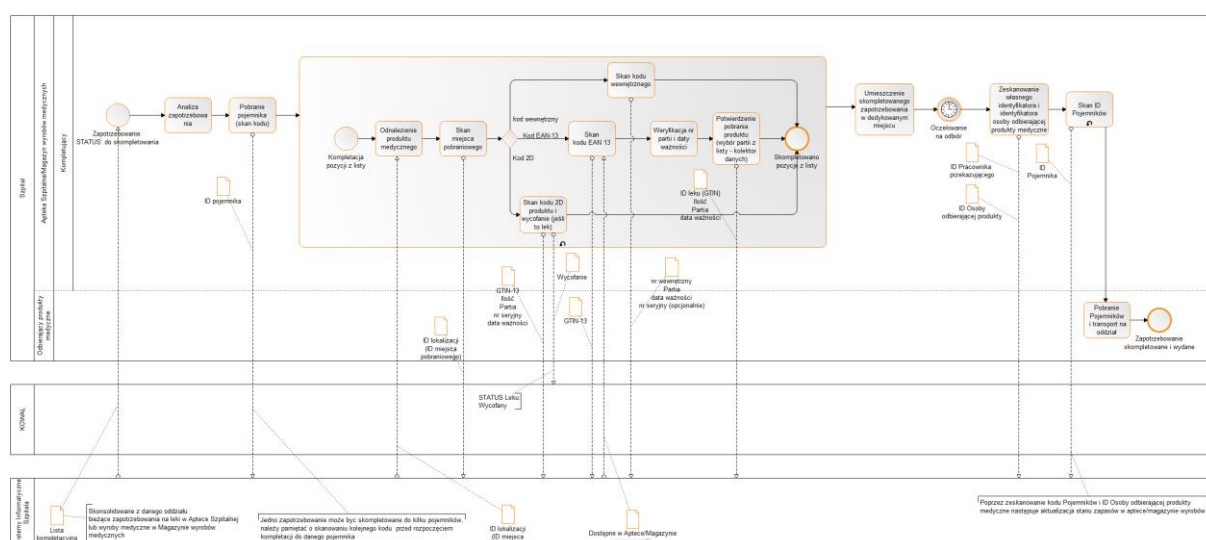 Szpital
Apteka Szpitalna/Magazyn wyrobów medycznych
Kompletujący
Zapotrzebowanie
STATUS: do skompletowania
Analiza
zapotrzebowa
nia
Pobranie
pojemnika
(skan kodu)
ID pojemnika
Kompletacja
pozycji z listy
Odnalezienie
produktu
medycznego
Skan
miejsca
pobraniowego
kod wewnętrzny
Kod EAN-13
Kod 2D
Skan kodu
wewnętrznego
Skan
kodu EAN 13
Skan kodu 2D
produktu i
wycofanie (jeśli
to lek)
Weryfikacja nr
partii i daty
ważności
Potwierdzenie
pobrania
produktu
(wybór partii z
listy - kolektor
danych)
Skompletowano
pozycję z listy
ID leku (GTIN)
Ilość
Partia
data ważności
Umieszczenie
skompletowanego
zapotrzebowania
w dedykowanym
miejscu
Oczekiwanie
na odbiór
Zeskanowanie
własnego
identyfikatora i
identyfikatora
osoby odbierającej
produkty medyczne
Skan ID
Pojemników
ID Pracownika
przekazującego
ID
Pojemnika
ID Osoby
odbierającej produkty
Wycofanie
GTIN-13
Ilość
Partia
nr seryjny
data ważności
GTIN-13
nr wewnętrzny
Partia
data ważności
nr seryjny (opcjonalnie)
ID lokalizacji
(ID miejsca
pobraniowego)
Odbierający produkty
medyczne
Pobranie
Pojemników
i transport na
oddział
Zapotrzebowanie
skompletowane i wydane
KOWAL
STATUS Leku:
Wycofany
Systemy Informatyczne
Szpitala
Lista
kompletacyjna
Skonsolidowane z danego oddziału
bieżące zapotrzebowania na leki w Aptece Szpitalnej
lub wyroby medyczne w Magazynie wyrobów
medycznych
Jedno zapotrzebowanie może być skompletowane do kilku pojemników,
należy pamiętać o skanowaniu kolejnego kodu przed rozpoczęciem
kompletacji do danego pojemnika
ID lokalizacji
(ID miejsca
Dostępne w Aptece/Magazynie
Poprzez zeskanowanie kodu Pojemników i ID Osoby odbierającej produkty
medyczne następuje aktualizacja stanu zapasów w aptece/magazynie wyrobów